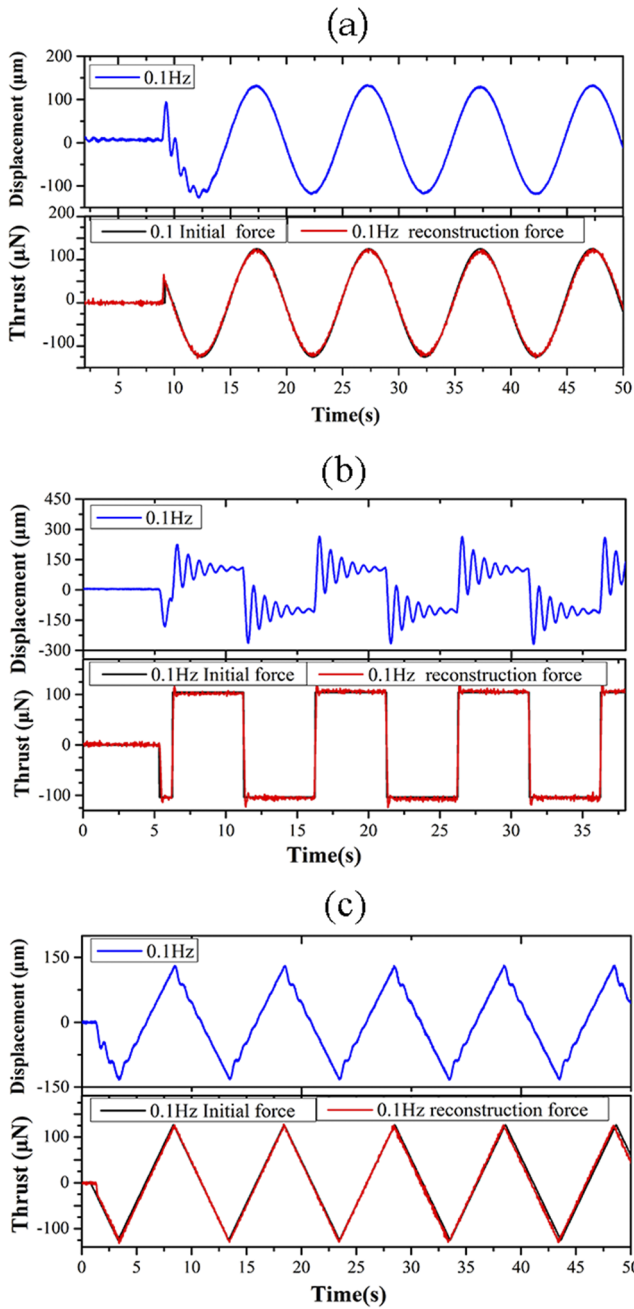 (a)
200
100
0
-100
Displacement (μm)
0.1Hz
200
100
0
-100
Thrust (μN)
0.1 Initial force
0.1Hz reconstruction force
5 10 15 20 25 30 35 40 45 50
Time(s)
(b)
450
300
150
0
-150
-300
Displacement (μm)
0.1Hz
100
0
-100
Thrust (μN)
0.1Hz Initial force
0.1Hz reconstruction force
0 5 10 15 20 25 30 35
Time(s)
(c)
150
0
-150
Displacement (μm)
0.1Hz
100
0
-100
Thrust (μN)
0.1Hz Initial force
0.1Hz reconstruction force
0 5 10 15 20 25 30 35 40 45 50
Time(s)